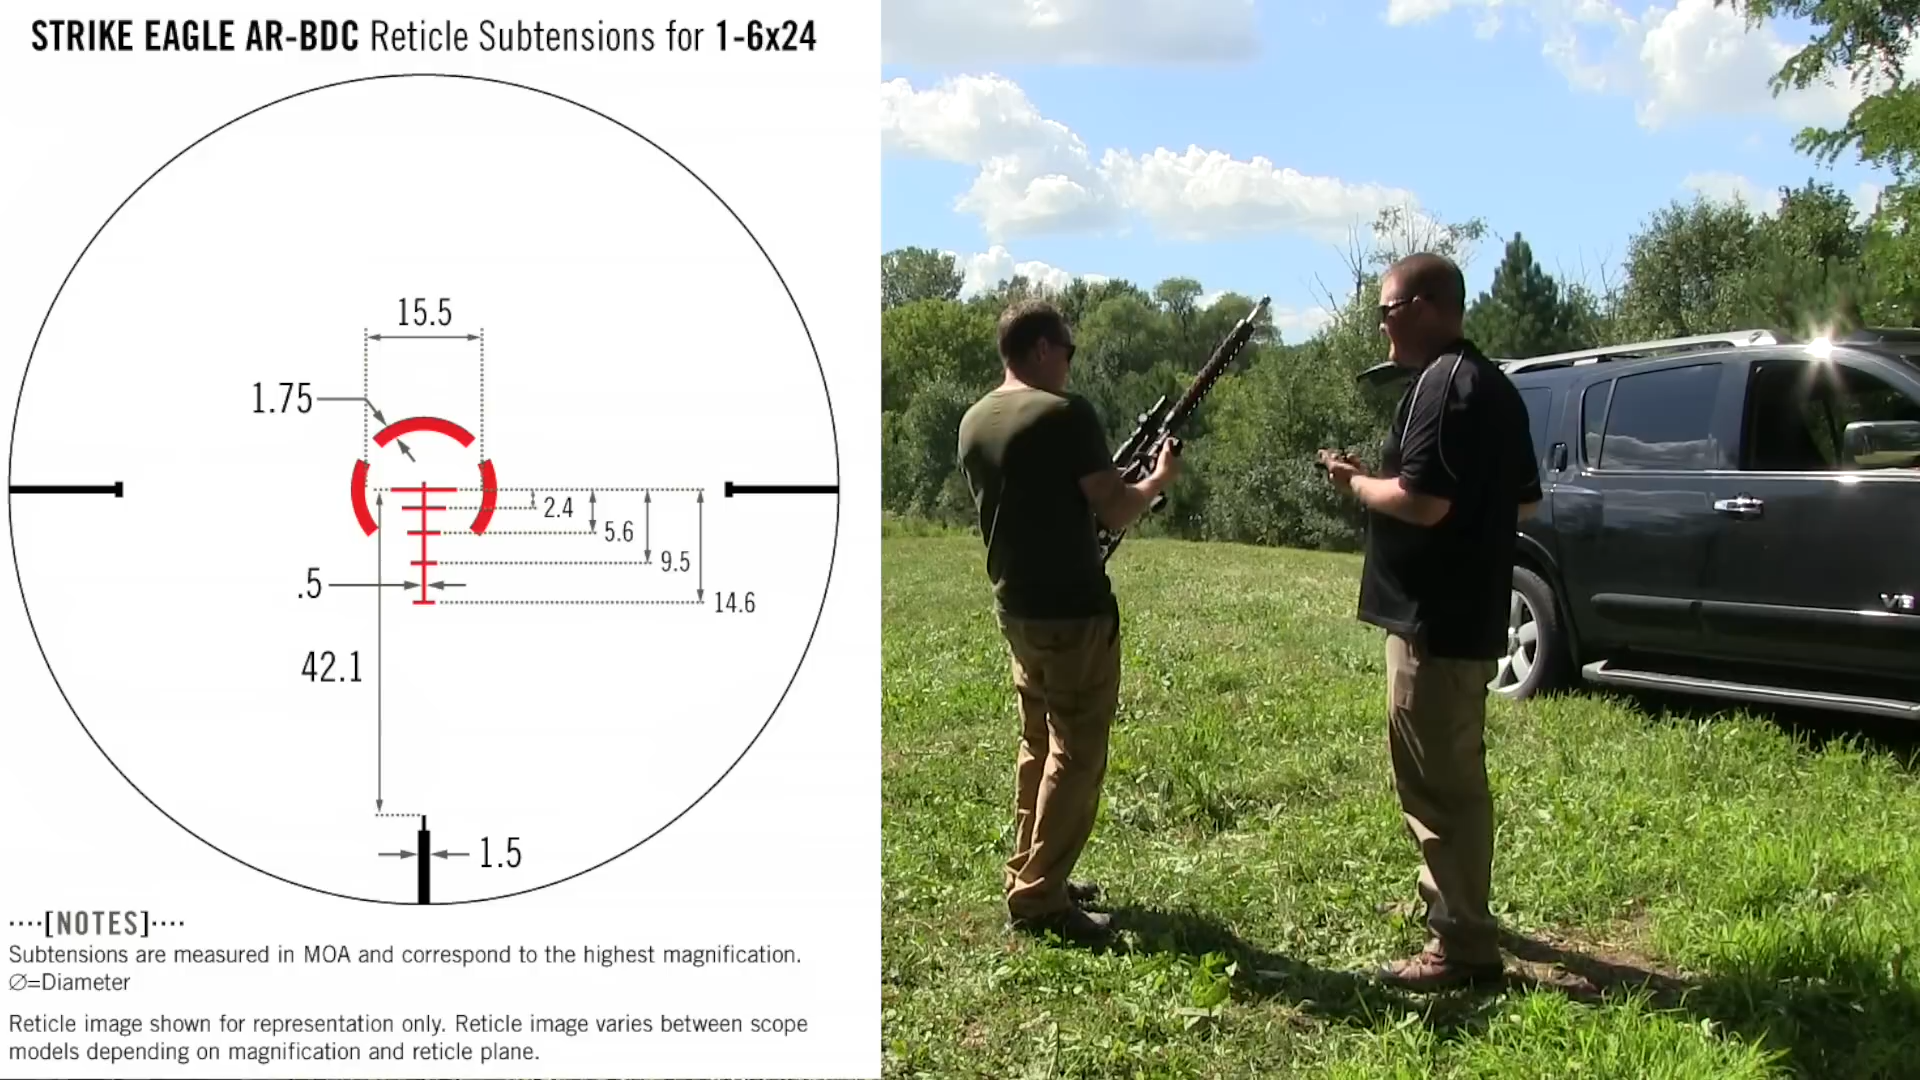 STRIKE EAGLE AR-BDC Reticle Subtensions for 1-6x24
15.5
1.75
2.4
5.6
9.5
.5
14.6
42.1
1.5
[NOTES]
Subtensions are measured in MOA and correspond to the highest magnification.
Ø=Diameter
Reticle image shown for representation only. Reticle image varies between scope
models depending on magnification and reticle plane.
V8